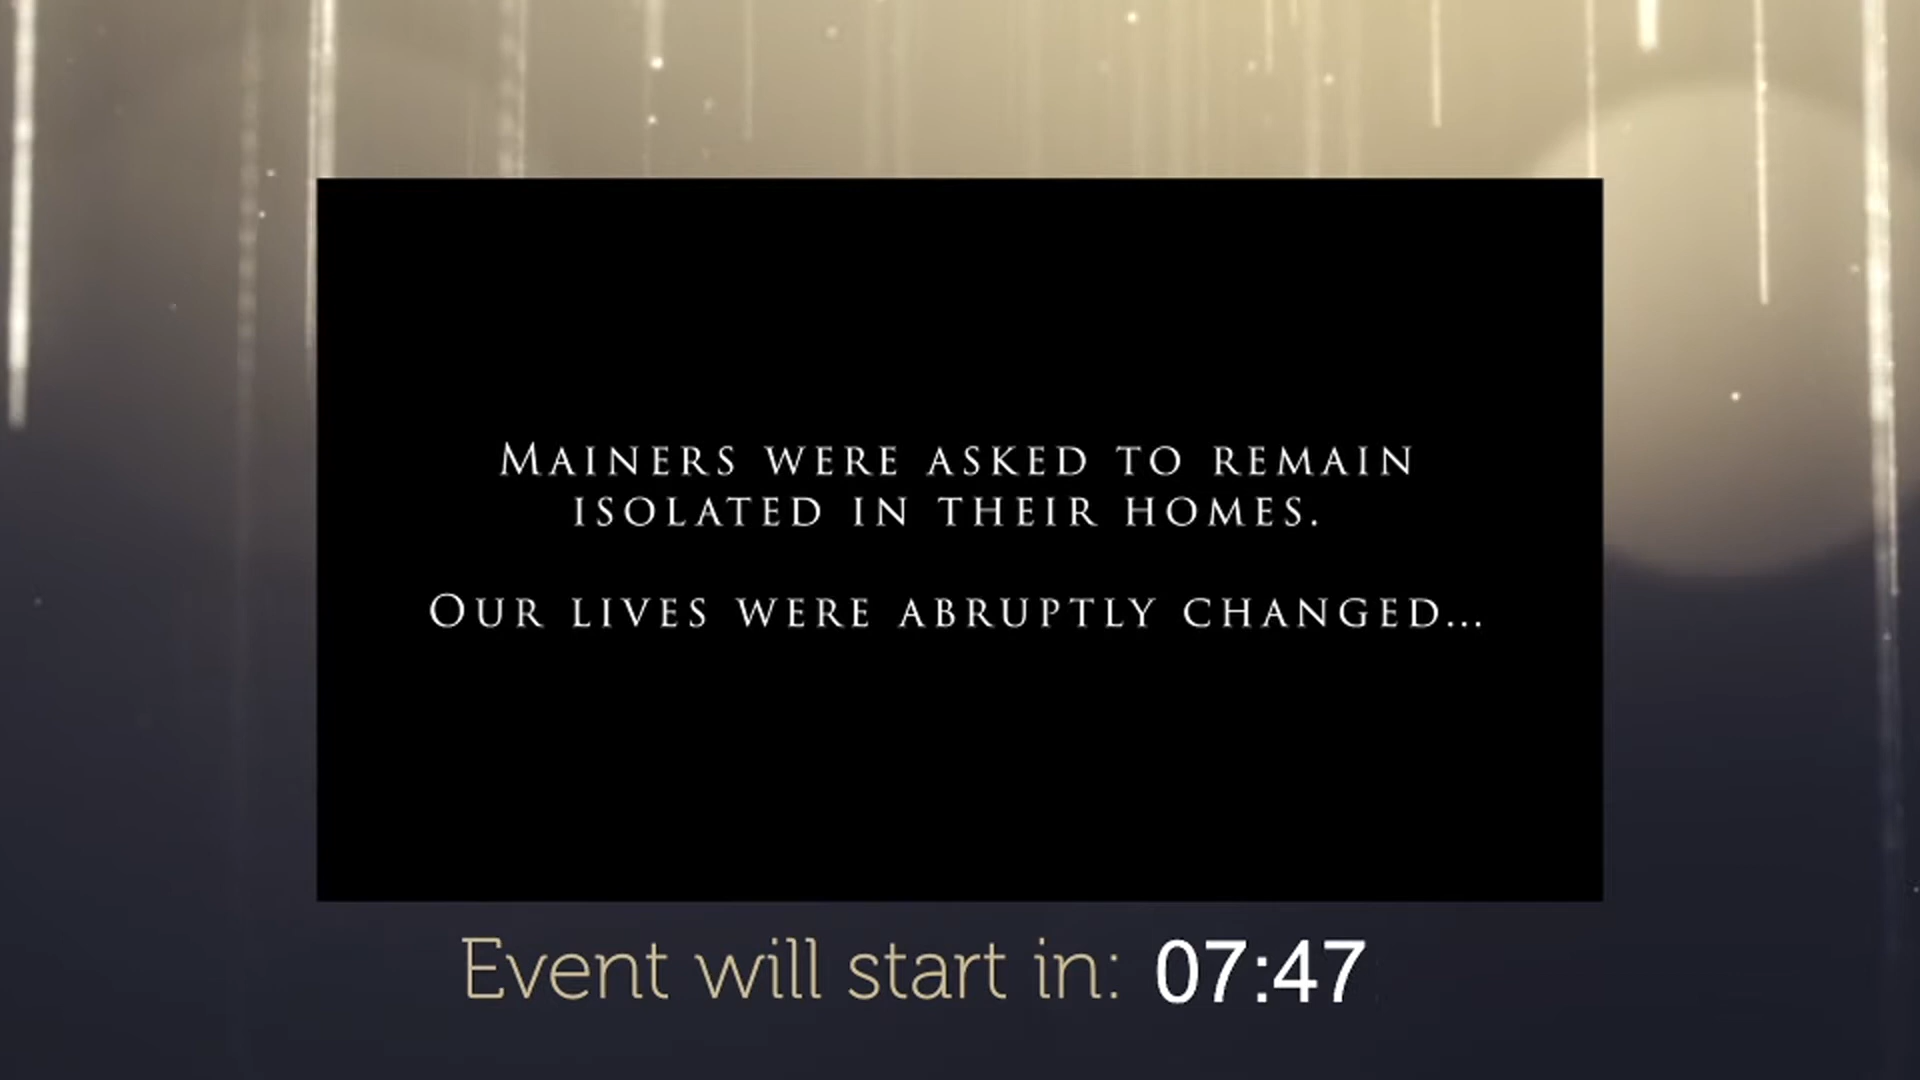 Mainers were asked to remain
isolated in their homes.
Our lives were abruptly changed...
Event will start in: 07:47